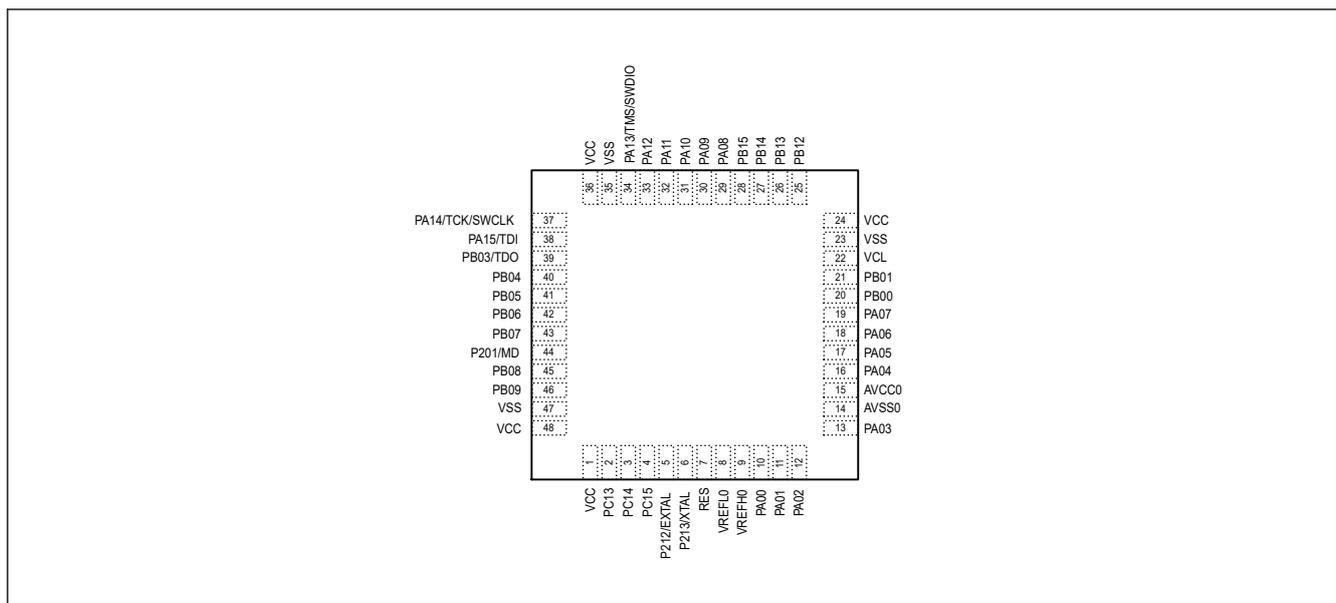 PA13/TMS/SWDIO
VCC
VSS
PA12
PA11
PA10
PA09
PA08
PB15
PB14
PB13
PB12
36
35
34
33
32
31
30
29
28
27
26
25
PA14/TCK/SWCLK 37
PA15/TDI 38
PB03/TDO 39
PB04 40
PB05 41
PB06 42
PB07 43
P201/MD 44
PB08 45
PB09 46
VSS 47
VCC 48
24 VCC
23 VSS
22 VCL
21 PB01
20 PB00
19 PA07
18 PA06
17 PA05
16 PA04
15 AVCC0
14 AVSS0
13 PA03
1
2
3
4
5
6
7
8
9
10
11
12
VCC
PC13
PC14
PC15
P212/EXTAL
P213/XTAL
RES
VREFL0
VREFH0
PA00
PA01
PA02